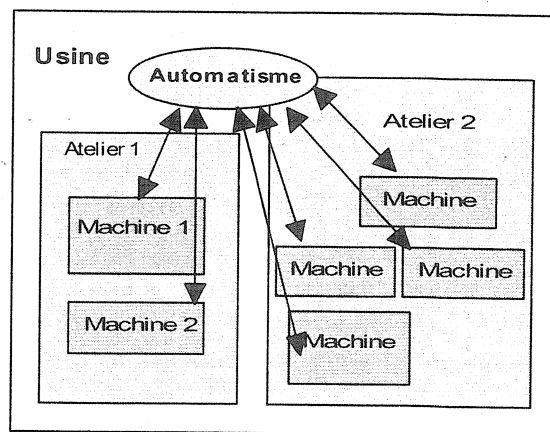 Usine
Automatisme
Atelier 1
Atelier 2
Machine 1
Machine 2
Machine
Machine
Machine
Machine